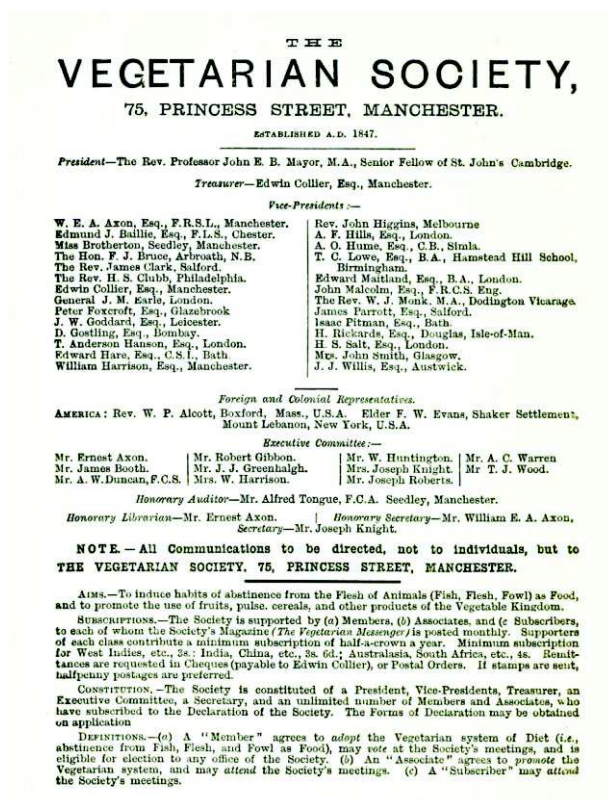 THE
VEGETARIAN SOCIETY,
75, PRINCESS STREET, MANCHESTER.
ESTABLISHED A.D. 1847.
President—The Rev. Professor John E. B. Mayor, M.A., Senior Fellow of St. John's Cambridge.
Treasurer—Edwin Collier, Esq., Manchester.
Vice-Presidents:—
W. E. A. Axon, Esq., F.R.S.L., Manchester.
Edmund J. Baillie, Esq., F.L.S., Chester.
Miss Brotherton, Seedley, Manchester.
The Hon. F. J. Bruce, Arbroath, N.B.
The Rev. James Clark, Salford.
The Rev. H. S. Clubb, Philadelphia.
Edwin Collier, Esq., Manchester.
General J. M. Earle, London.
Peter Foxcroft, Esq., Glazebrook
J. W. Goddard, Esq., Leicester.
D. Gostling, Esq., Bombay.
T. Anderson Hanson, Esq., London.
Edward Hare, Esq., C.S.I., Bath
William Harrison, Esq., Manchester.
Rev. John Higgins, Melbourne
A. F. Hills, Esq., London.
A. O. Hume, Esq., C.B., Simla.
T. C. Lowe, Esq., B.A., Hamstead Hill School,
Birmingham.
Edward Maitland, Esq., B.A., London.
John Malcolm, Esq., F.R.C.S. Eng.
The Rev. W. J. Monk, M.A., Dodington Vicarage.
James Parrott, Esq., Salford.
Isaac Pitman, Esq., Bath.
H. Rickards, Esq., Douglas, Isle-of-Man.
H. S. Salt, Esq., London.
Mrs. John Smith, Glasgow.
J. J. Willis, Esq., Austwick.
Foreign and Colonial Representatives.
AMERICA: Rev. W. P. Alcott, Boxford, Mass., U.S.A. Elder F. W. Evans, Shaker Settlement,
Mount Lebanon, New York, U.S.A.
Executive Committee:—
Mr. Ernest Axon.
Mr. James Booth.
Mr. A. W. Duncan, F.C.S.
Mr. Robert Gibbon.
Mr. J. J. Greenhalgh.
Mrs. W. Harrison.
Mr. W. Huntington.
Mrs. Joseph Knight.
Mr. Joseph Roberts.
Mr. A. C. Warren
Mr T. J. Wood.
Honorary Auditor—Mr. Alfred Tongue, F.C.A. Seedley, Manchester.
Honorary Librarian—Mr. Ernest Axon. | Honorary Secretary—Mr. William E. A. Axon,
Secretary—Mr. Joseph Knight.
NOTE.—All Communications to be directed, not to individuals, but to
THE VEGETARIAN SOCIETY, 75, PRINCESS STREET, MANCHESTER.
AIMS.—To induce habits of abstinence from the Flesh of Animals (Fish, Flesh, Fowl) as Food,
and to promote the use of fruits, pulse. cereals, and other products of the Vegetable Kingdom.
SUBSCRIPTIONS.—The Society is supported by (a) Members, (b) Associates, and (c Subscribers,
to each of whom the Society's Magazine (The Vegetarian Messenger) is posted monthly. Supporters
of each class contribute a minimum subscription of half-a-crown a year. Minimum subscription
for West Indies, etc., 3s.: India, China, etc., 3s. 6d.; Australasia, South Africa, etc., 4s. Remit-
tances are requested in Cheques (payable to Edwin Collier), or Postal Orders. If stamps are sent,
halfpenny postages are preferred.
CONSTITUTION.—The Society is constituted of a President, Vice-Presidents, Treasurer, an
Executive Committee, a Secretary, and an unlimited number of Members and Associates, who
have subscribed to the Declaration of the Society. The Forms of Declaration may be obtained
on application
DEFINITIONS.—(a) A "Member" agrees to adopt the Vegetarian system of Diet (i.e.,
abstinence from Fish, Flesh, and Fowl as Food), may vote at the Society's meetings, and is
eligible for election to any office of the Society. (b) An "Associate" agrees to promote the
Vegetarian system, and may attend the Society's meetings. (c) A "Subscriber" may attend
the Society's meetings.